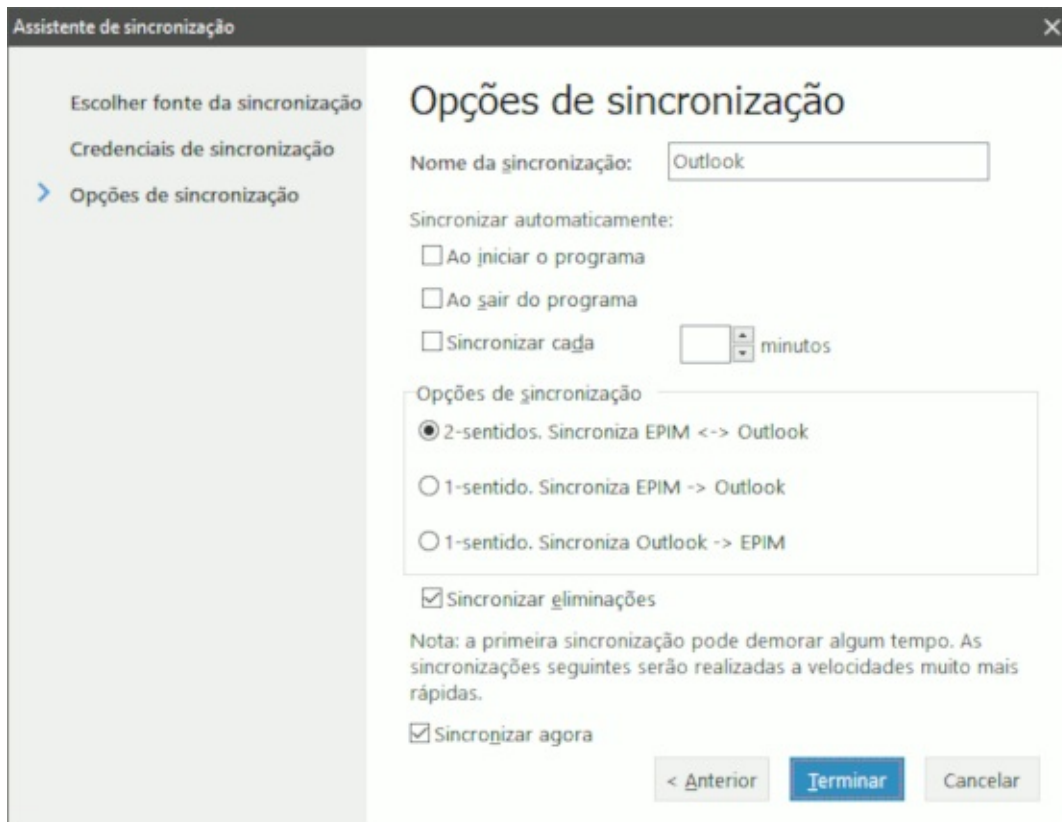 Assistente de sincronização
Escolher fonte da sincronização
Credenciais de sincronização
Opções de sincronização
Opções de sincronização
Nome da sincronização:
Outlook
Sincronizar automaticamente:
Ao iniciar o programa
Ao sair do programa
Sincronizar cada
minutos
Opções de sincronização
2-sentidos. Sincroniza EPIM <-> Outlook
1-sentido. Sincroniza EPIM -> Outlook
1-sentido. Sincroniza Outlook -> EPIM
Sincronizar eliminações
Nota: a primeira sincronização pode demorar algum tempo. As
sincronizações seguintes serão realizadas a velocidades muito mais
rápidas.
Sincronizar agora
< Anterior
Terminar
Cancelar